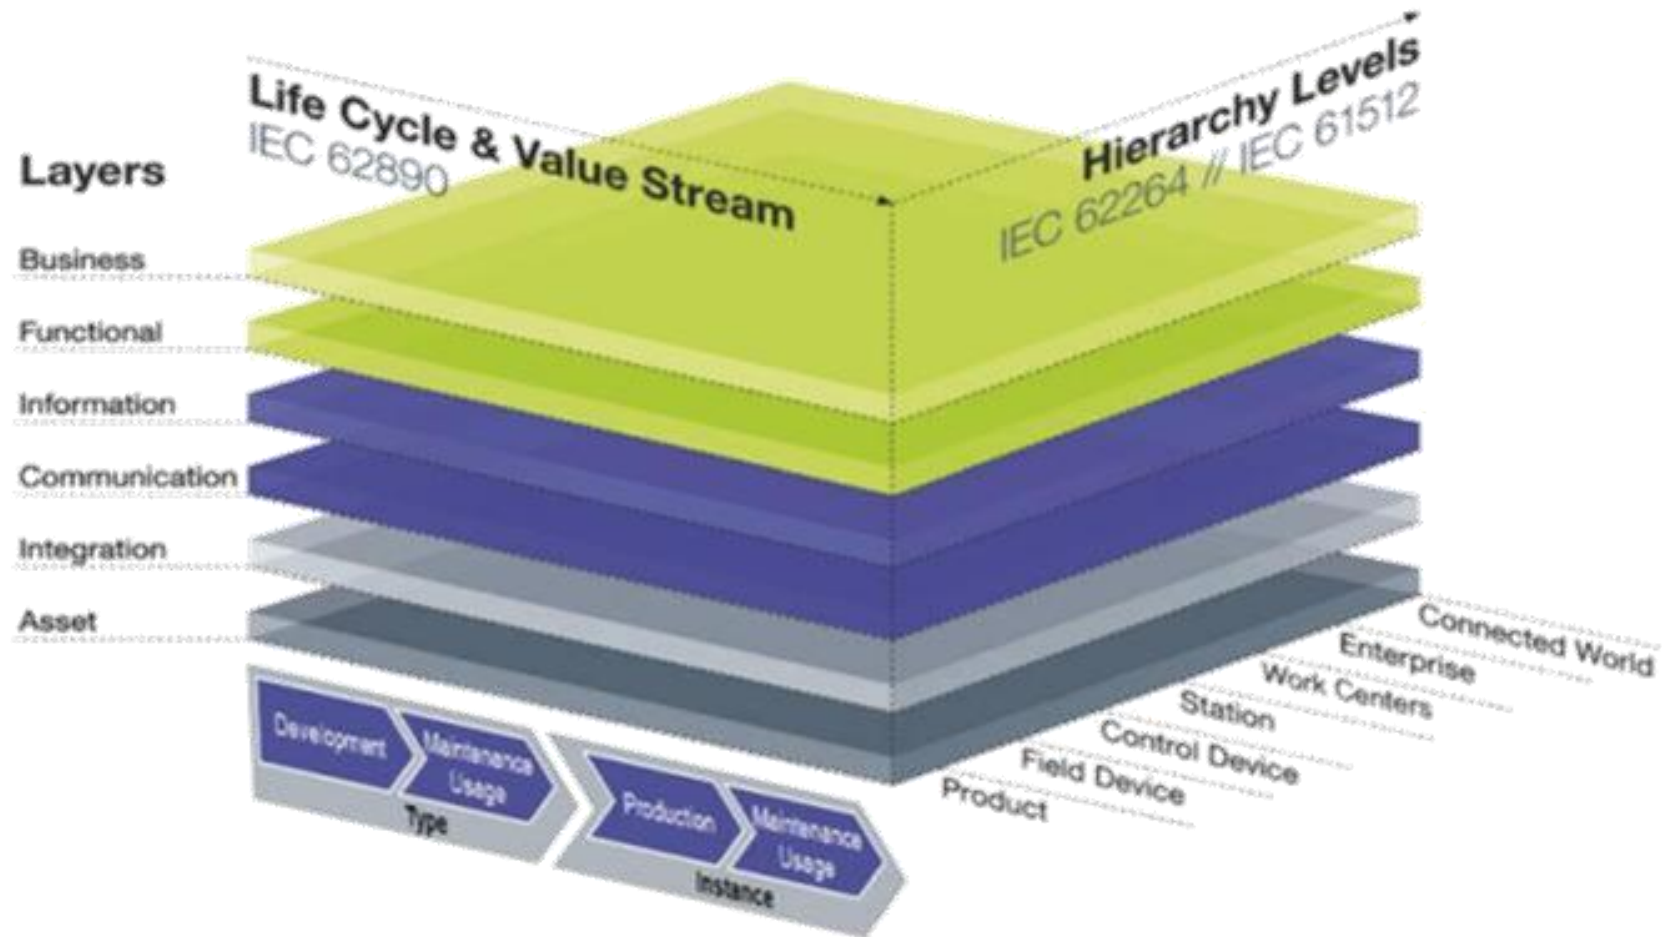 Life Cycle & Value Stream
IEC 62890
Hierarchy Levels
IEC 62264 // IEC 61512
Layers
Business
Functional
Information
Communication
Integration
Asset
Connected World
Enterprise
Work Centers
Station
Control Device
Field Device
Product
Development
Maintenance
Usage
Type
Production
Maintenance
Usage
Instance